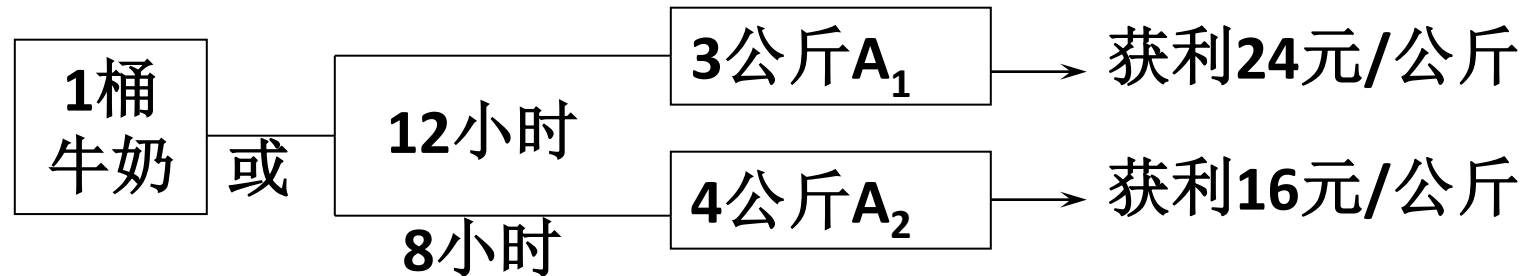 1桶
牛奶
或
12小时
8小时
3公斤A₁
获利24元/公斤
4公斤A₂
获利16元/公斤